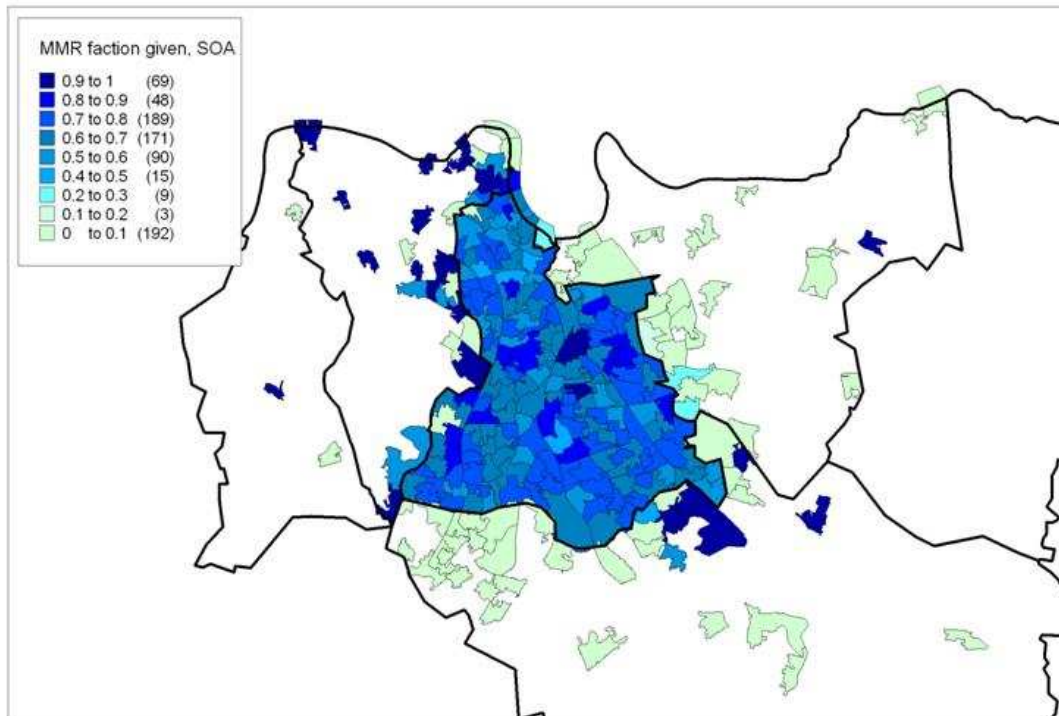 MMR faction given, SOA
0.9 to 1 (69)
0.8 to 0.9 (48)
0.7 to 0.8 (189)
0.6 to 0.7 (171)
0.5 to 0.6 (90)
0.4 to 0.5 (15)
0.2 to 0.3 (9)
0.1 to 0.2 (3)
0 to 0.1 (192)